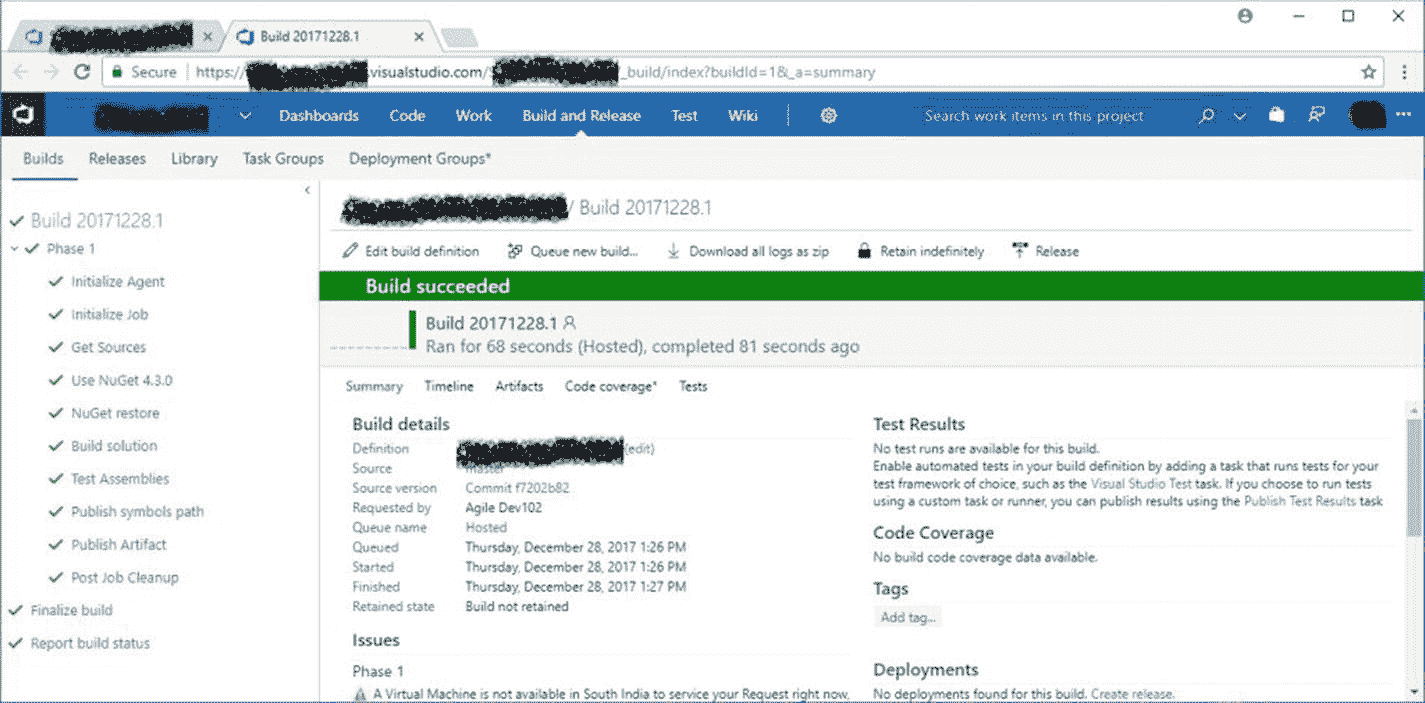 Build 20171228.1
Secure https:// .visualstudio.com/ _build/index?buildId=1&_a=summary
Dashboards Code Work Build and Release Test Wiki Search work items in this project
Builds Releases Library Task Groups Deployment Groups*
Build 20171228.1
Phase 1
Initialize Agent
Initialize Job
Get Sources
Use NuGet 4.3.0
NuGet restore
Build solution
Test Assemblies
Publish symbols path
Publish Artifact
Post Job Cleanup
Finalize build
Report build status
/ Build 20171228.1
Edit build definition Queue new build... Download all logs as zip Retain indefinitely Release
Build succeeded
Build 20171228.1
Ran for 68 seconds (Hosted), completed 81 seconds ago
Summary Timeline Artifacts Code coverage* Tests
Build details
Definition (edit)
Source master
Source version Commit f7202b82
Requested by Agile Dev102
Queue name Hosted
Queued Thursday, December 28, 2017 1:26 PM
Started Thursday, December 28, 2017 1:26 PM
Finished Thursday, December 28, 2017 1:27 PM
Retained state Build not retained
Issues
Phase 1
A Virtual Machine is not available in South India to service your Request right now,
Test Results
No test runs are available for this build.
Enable automated tests in your build definition by adding a task that runs tests for your
test framework of choice, such as the Visual Studio Test task. If you choose to run tests
using a custom task or runner, you can publish results using the Publish Test Results task
Code Coverage
No build code coverage data available.
Tags
Add tag...
Deployments
No deployments found for this build. Create release.